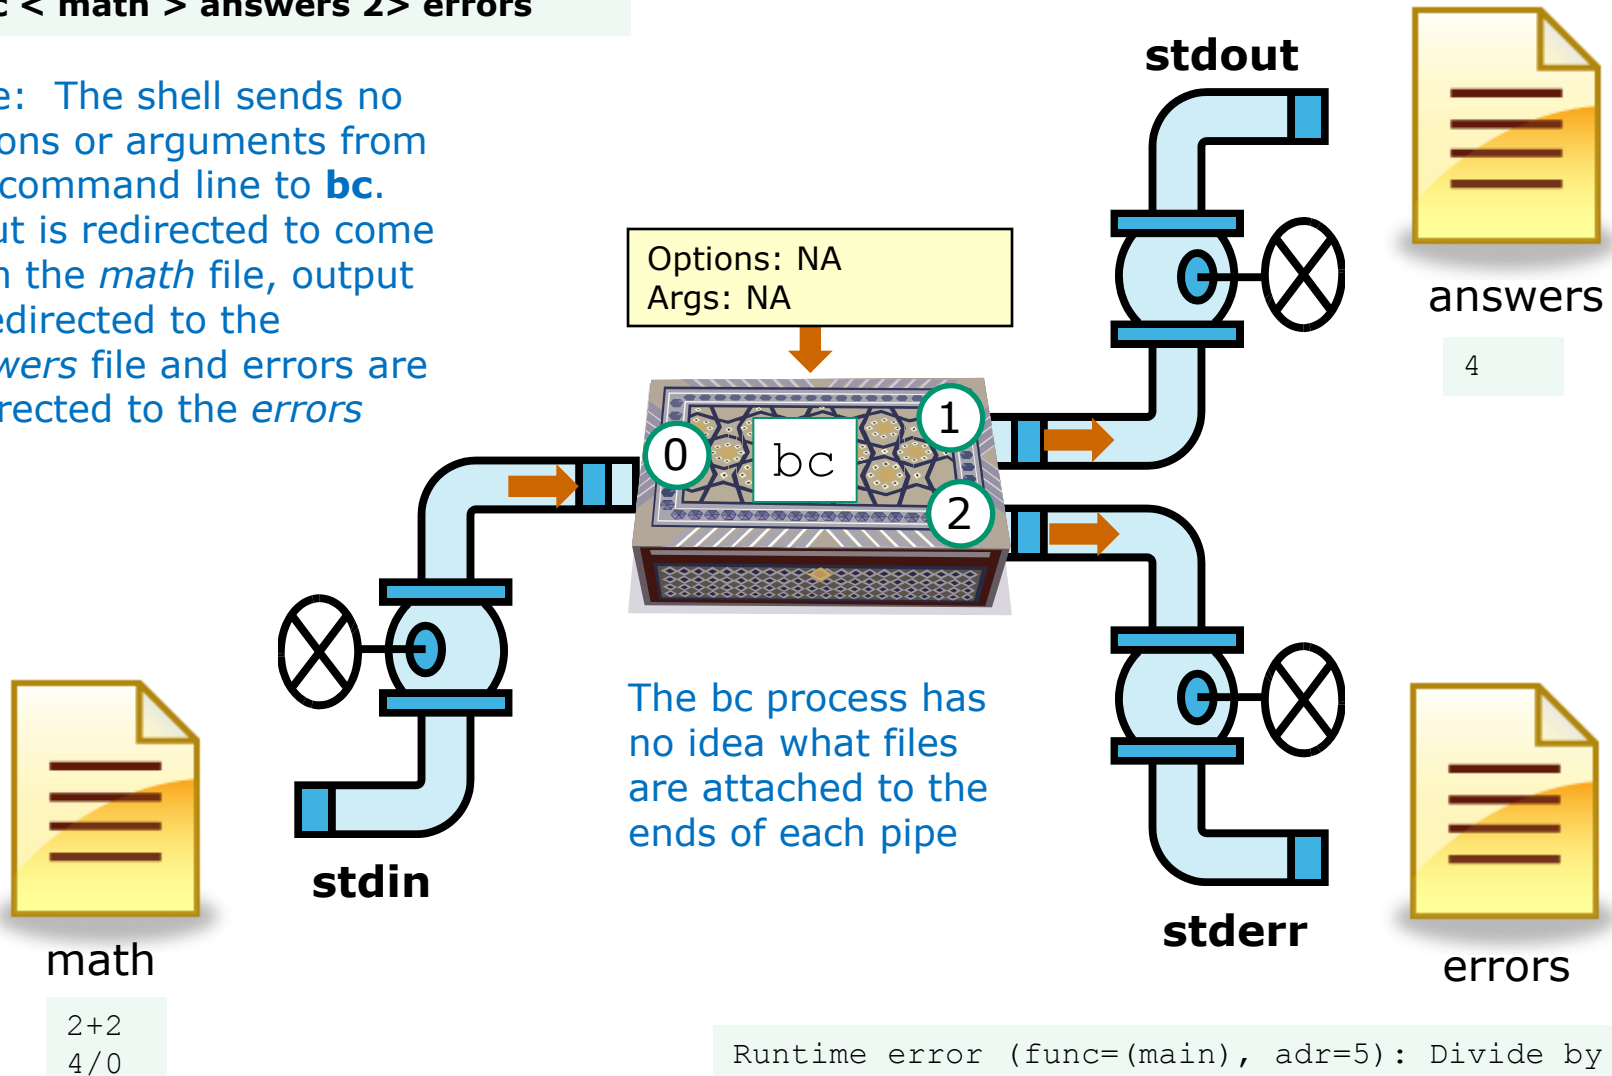 c < math > answers 2> errors
e: The shell sends no
ons or arguments from
command line to bc.
ut is redirected to come
n the math file, output
edirected to the
wers file and errors are
rected to the errors
stdout
answers
4
Options: NA
Args: NA
0
bc
1
2
The bc process has
no idea what files
are attached to the
ends of each pipe
stdin
math
2+2
4/0
stderr
errors
Runtime error (func=(main), adr=5): Divide by